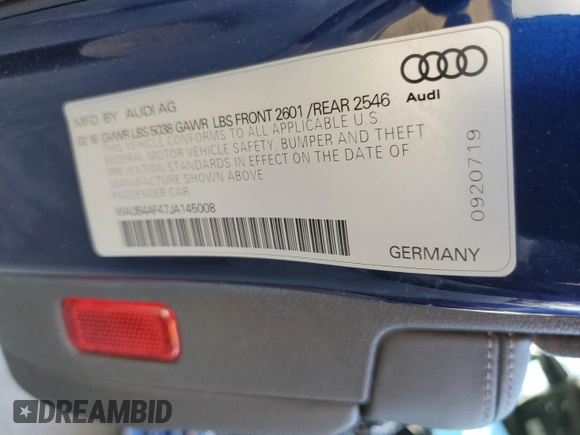 MFD BY AUDI AG
02.18 GVWR LBS 5038 GAWR LBS FRONT 2601 /REAR 2546
THIS VEHICLE CONFORMS TO ALL APPLICABLE U.S.
FEDERAL MOTOR VEHICLE SAFETY, BUMPER AND THEFT
PREVENTION STANDARDS IN EFFECT ON THE DATE
OF MANUFACTURE SHOWN ABOVE
PASSENGER CAR
WAUB4AF47JA145008
Audi
0920719
GERMANY
DREAMBID